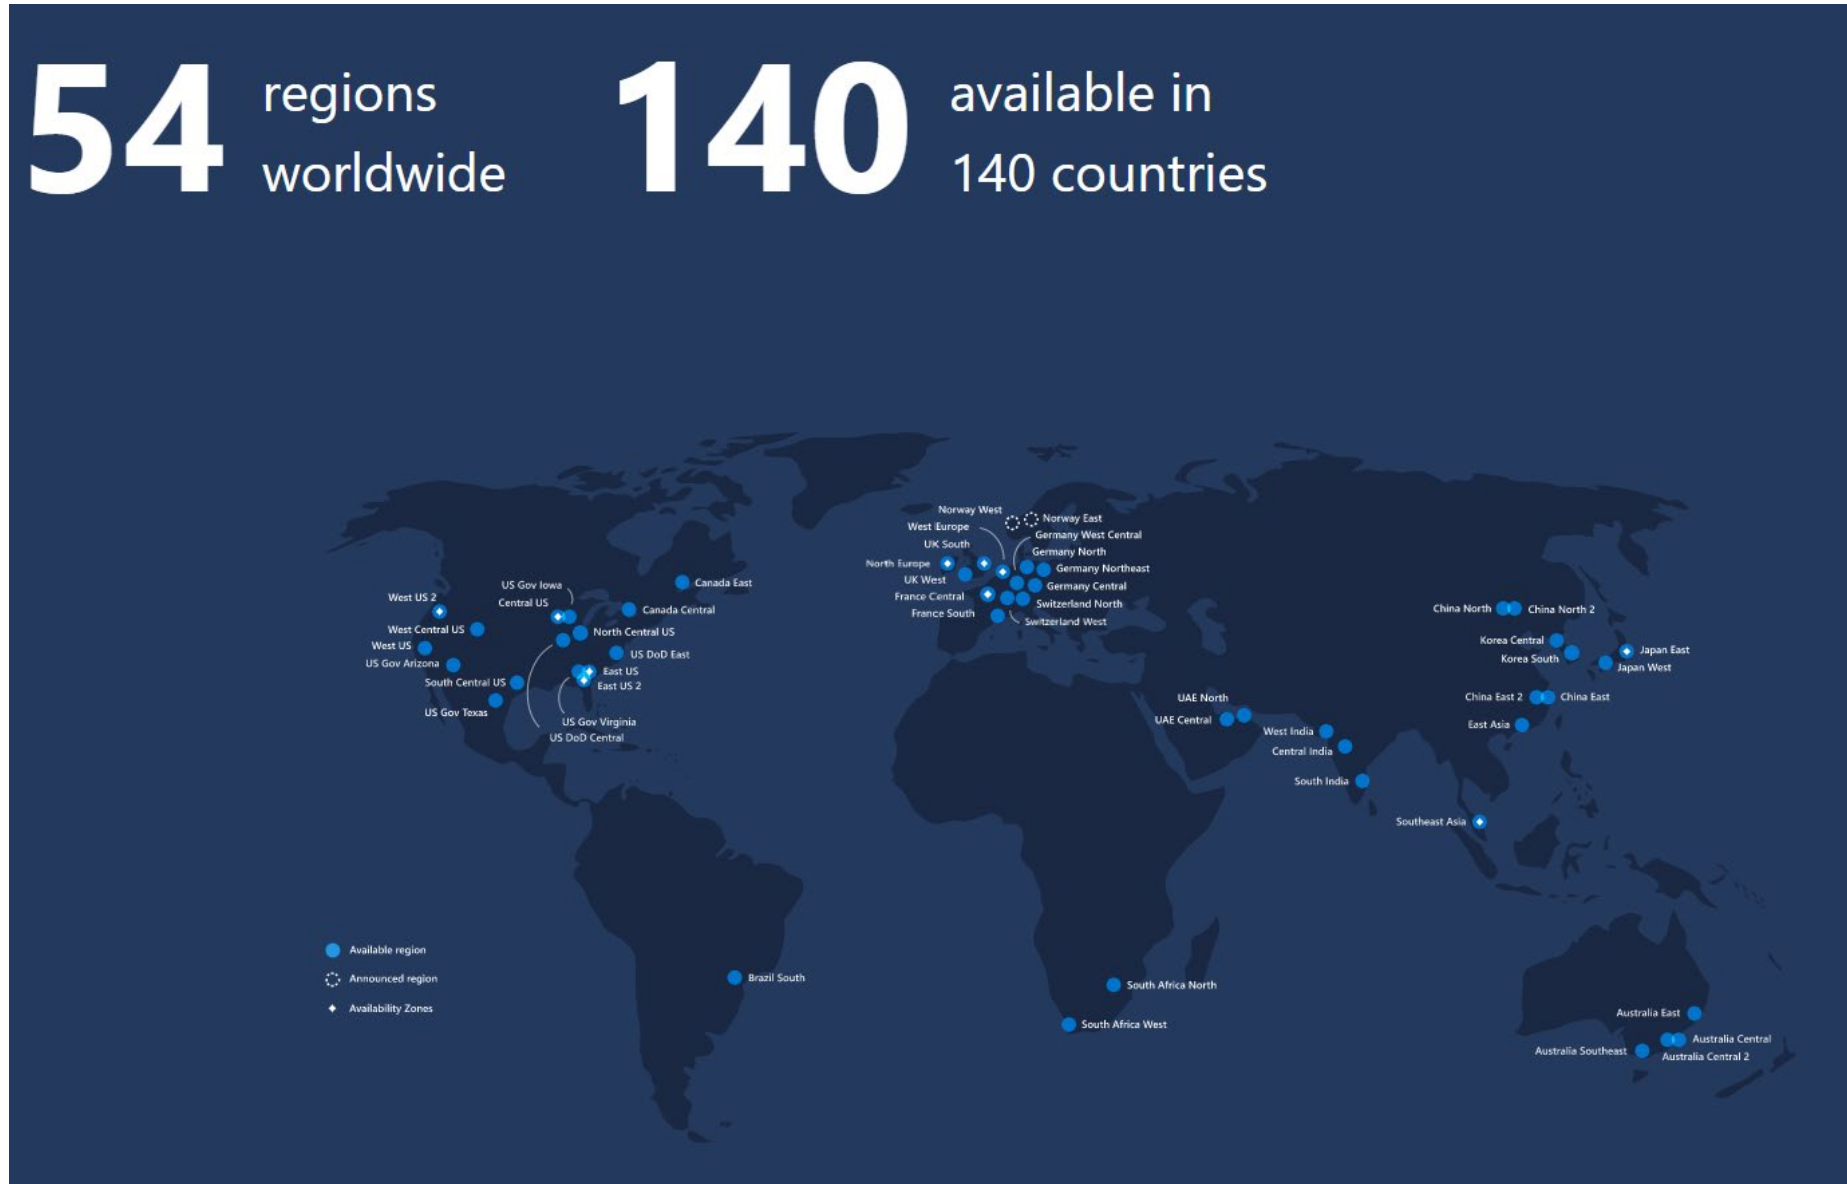 54 regions worldwide
140 available in 140 countries
Norway West
Norway East
West Europe
Germany West Central
UK South
Germany North
North Europe
Germany Northeast
UK West
Germany Central
France Central
Switzerland North
France South
Switzerland West
US Gov Iowa
Canada East
West US 2
Central US
Canada Central
West Central US
North Central US
West US
US DoD East
US Gov Arizona
East US
South Central US
East US 2
US Gov Texas
US Gov Virginia
US DoD Central
China North
China North 2
Korea Central
Japan East
Korea South
Japan West
China East 2
China East
East Asia
UAE North
UAE Central
West India
Central India
South India
Southeast Asia
Available region
Announced region
Availability Zones
Brazil South
South Africa North
South Africa West
Australia East
Australia Central
Australia Southeast
Australia Central 2